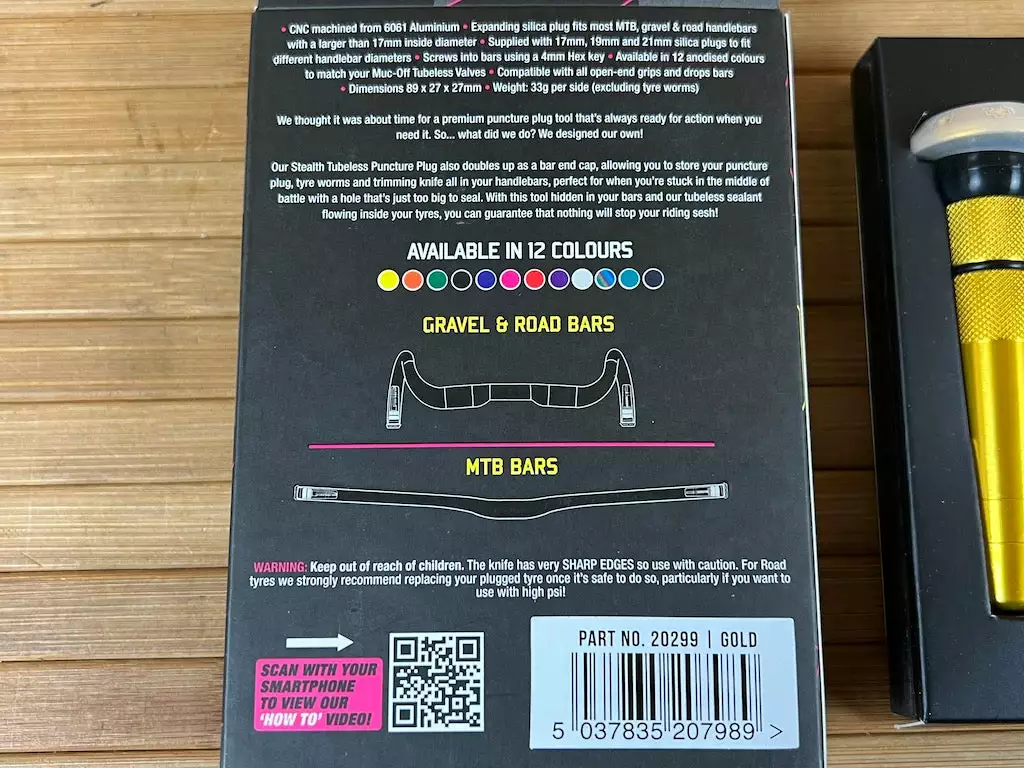 • CNC machined from 6061 Aluminium • Expanding silica plug fits most MTB, gravel & road handlebars
with a larger than 17mm inside diameter • Supplied with 17mm, 19mm and 21mm silica plugs to fit
different handlebar diameters • Screws into bars using a 4mm Hex key • Available in 12 anodised colours
to match your Muc-Off Tubeless Valves • Compatible with all open-end grips and drops bars
• Dimensions 89 x 27 x 27mm • Weight: 33g per side (excluding tyre worms)
We thought it was about time for a premium puncture plug tool that's always ready for action when you
need it. So... what did we do? We designed our own!
Our Stealth Tubeless Puncture Plug also doubles up as a bar end cap, allowing you to store your puncture
plug, tyre worms and trimming knife all in your handlebars, perfect for when you're stuck in the middle of
battle with a hole that's just too big to seal. With this tool hidden in your bars and our tubeless sealant
flowing inside your tyres, you can guarantee that nothing will stop your riding sesh!
AVAILABLE IN 12 COLOURS
GRAVEL & ROAD BARS
MTB BARS
WARNING: Keep out of reach of children. The knife has very SHARP EDGES so use with caution. For Road
tyres we strongly recommend replacing your plugged tyre once it's safe to do so, particularly if you want to
use with high psi!
SCAN WITH YOUR
SMARTPHONE
TO VIEW OUR
'HOW TO' VIDEO!
PART NO. 20299 | GOLD
5 037835 207989 >